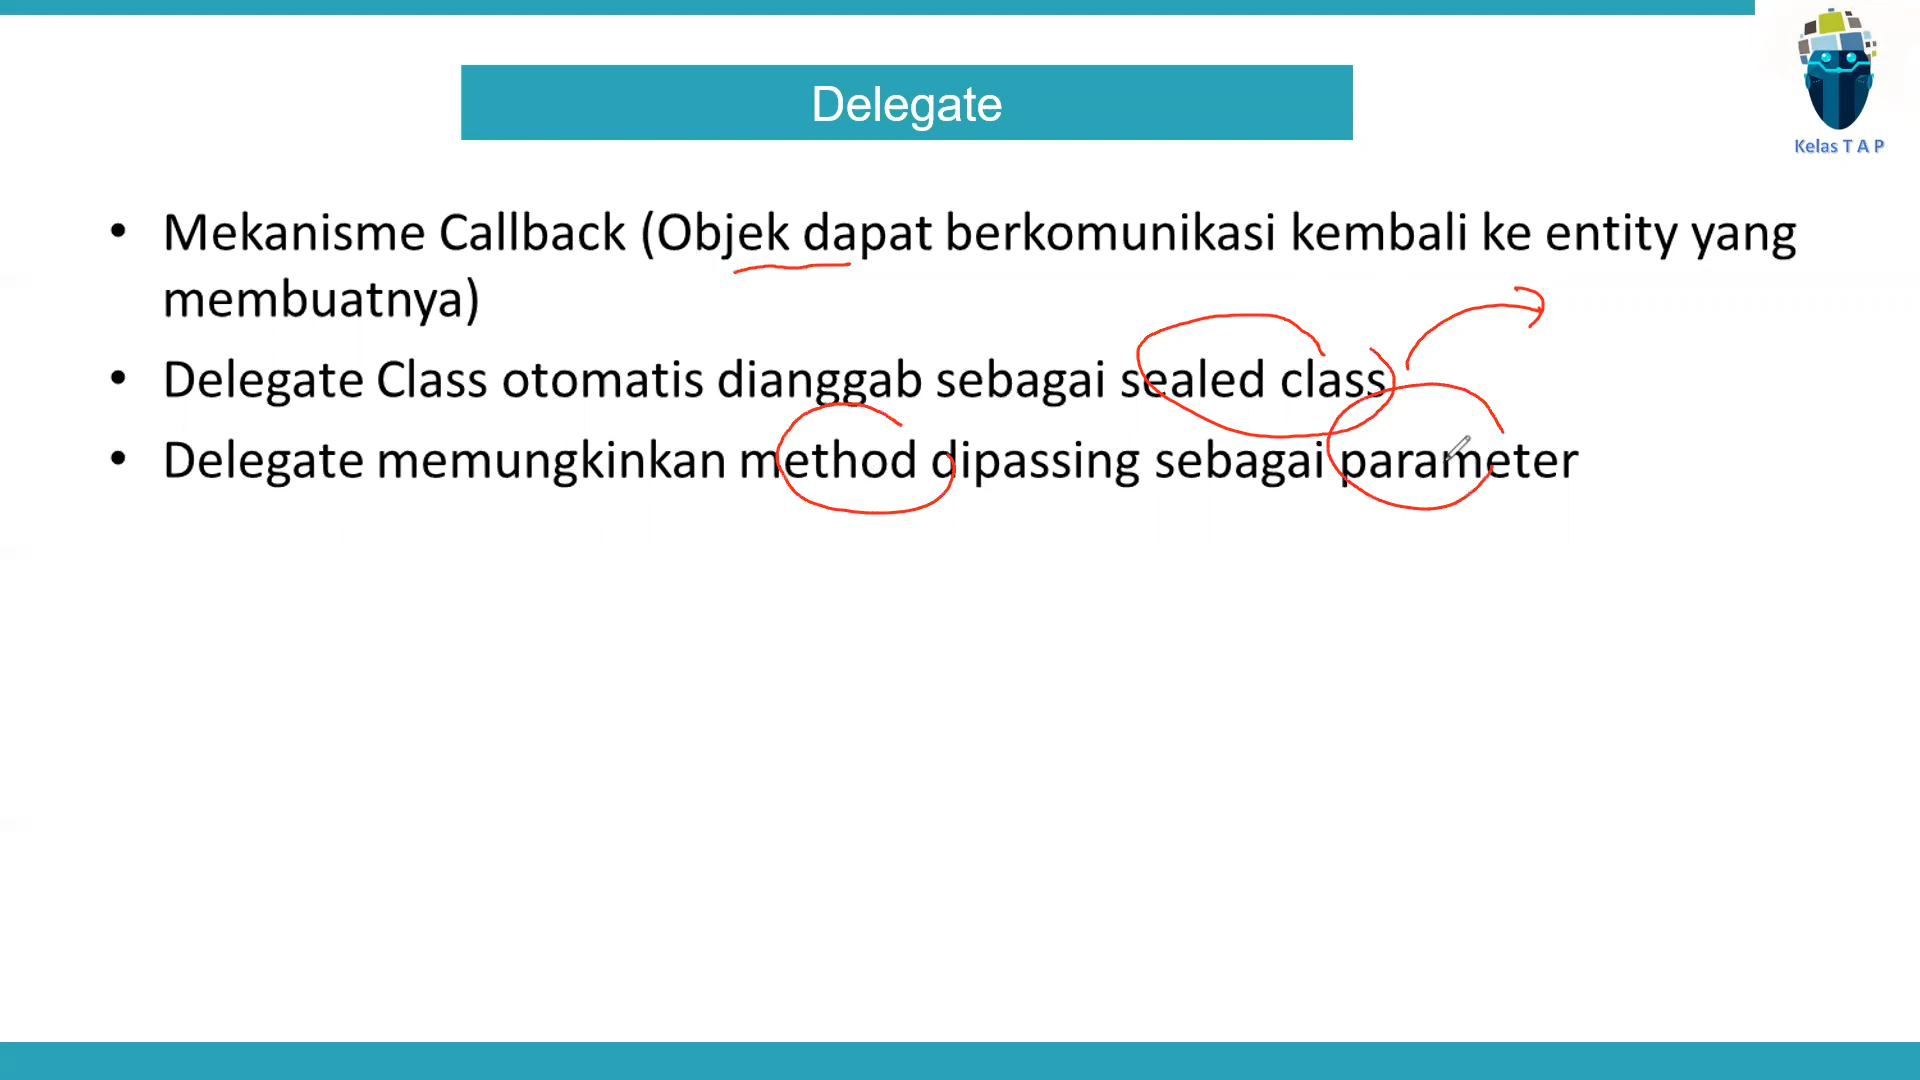 Delegate
Kelas T A P
• Mekanisme Callback (Objek dapat berkomunikasi kembali ke entity yang
membuatnya)
• Delegate Class otomatis dianggab sebagai sealed class
• Delegate memungkinkan method dipassing sebagai parameter